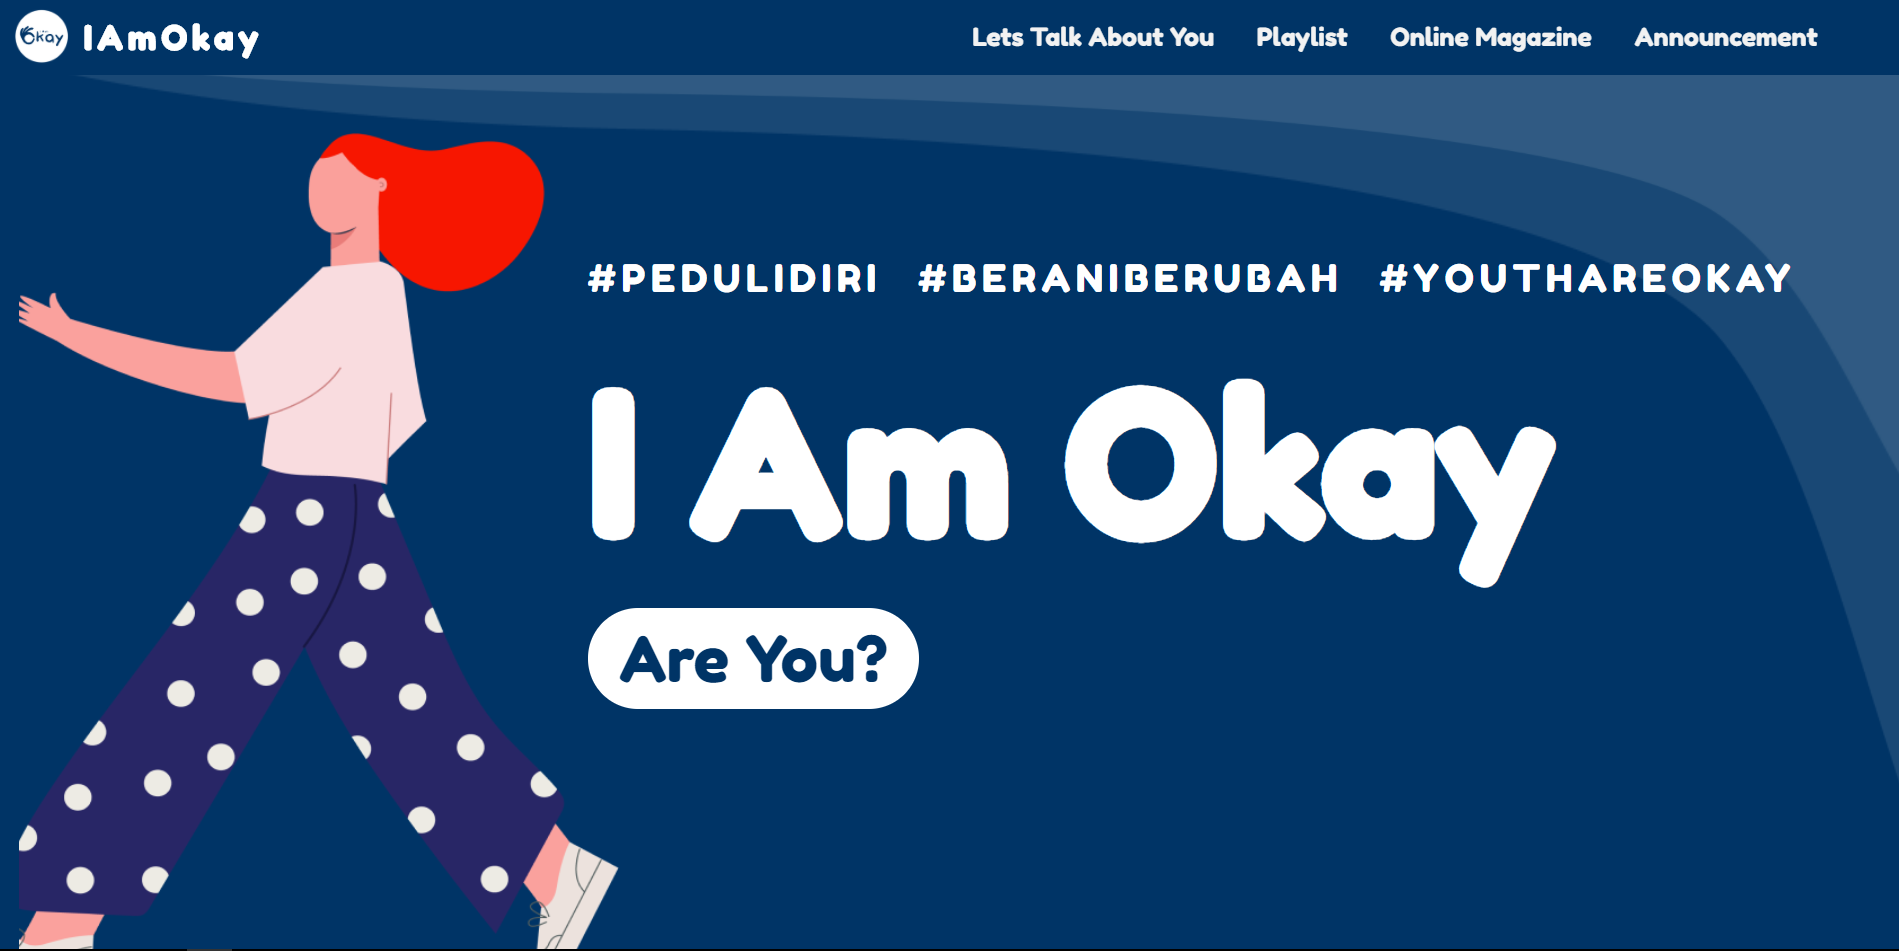 Okay IAmOkay Lets Talk About You Playlist Online Magazine Announcement
#PEDULIDIRI #BERANIBERUBAH #YOUTHAREOKAY
I Am Okay
Are You?